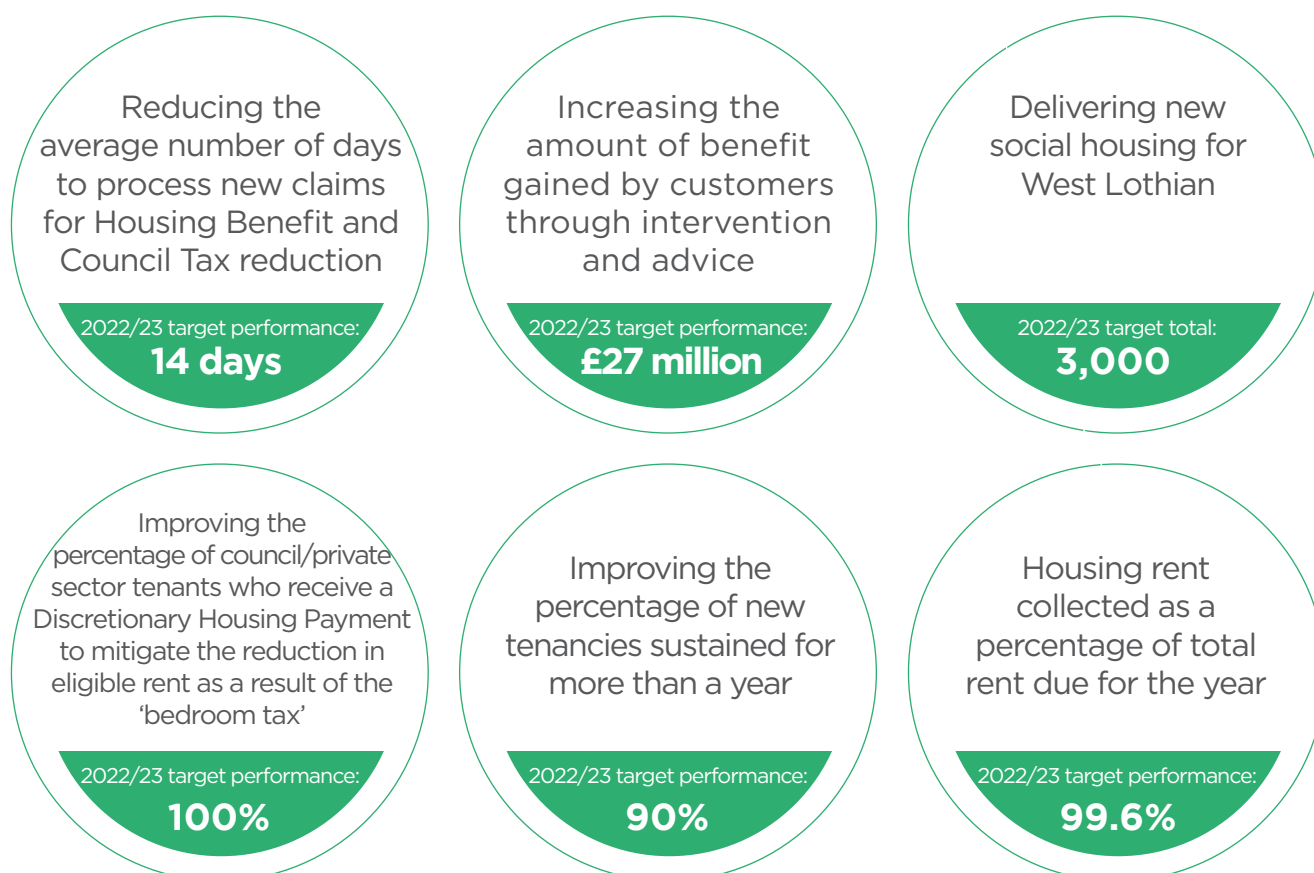 Reducing the
average number of days
to process new claims
for Housing Benefit and
Council Tax reduction
2022/23 target performance:
14 days
Increasing the
amount of benefit
gained by customers
through intervention
and advice
2022/23 target performance:
£27 million
Delivering new
social housing for
West Lothian
2022/23 target total:
3,000
Improving the
percentage of council/private
sector tenants who receive a
Discretionary Housing Payment
to mitigate the reduction in
eligible rent as a result of the
‘bedroom tax’
2022/23 target performance:
100%
Improving the
percentage of new
tenancies sustained for
more than a year
2022/23 target performance:
90%
Housing rent
collected as a
percentage of total
rent due for the year
2022/23 target performance:
99.6%